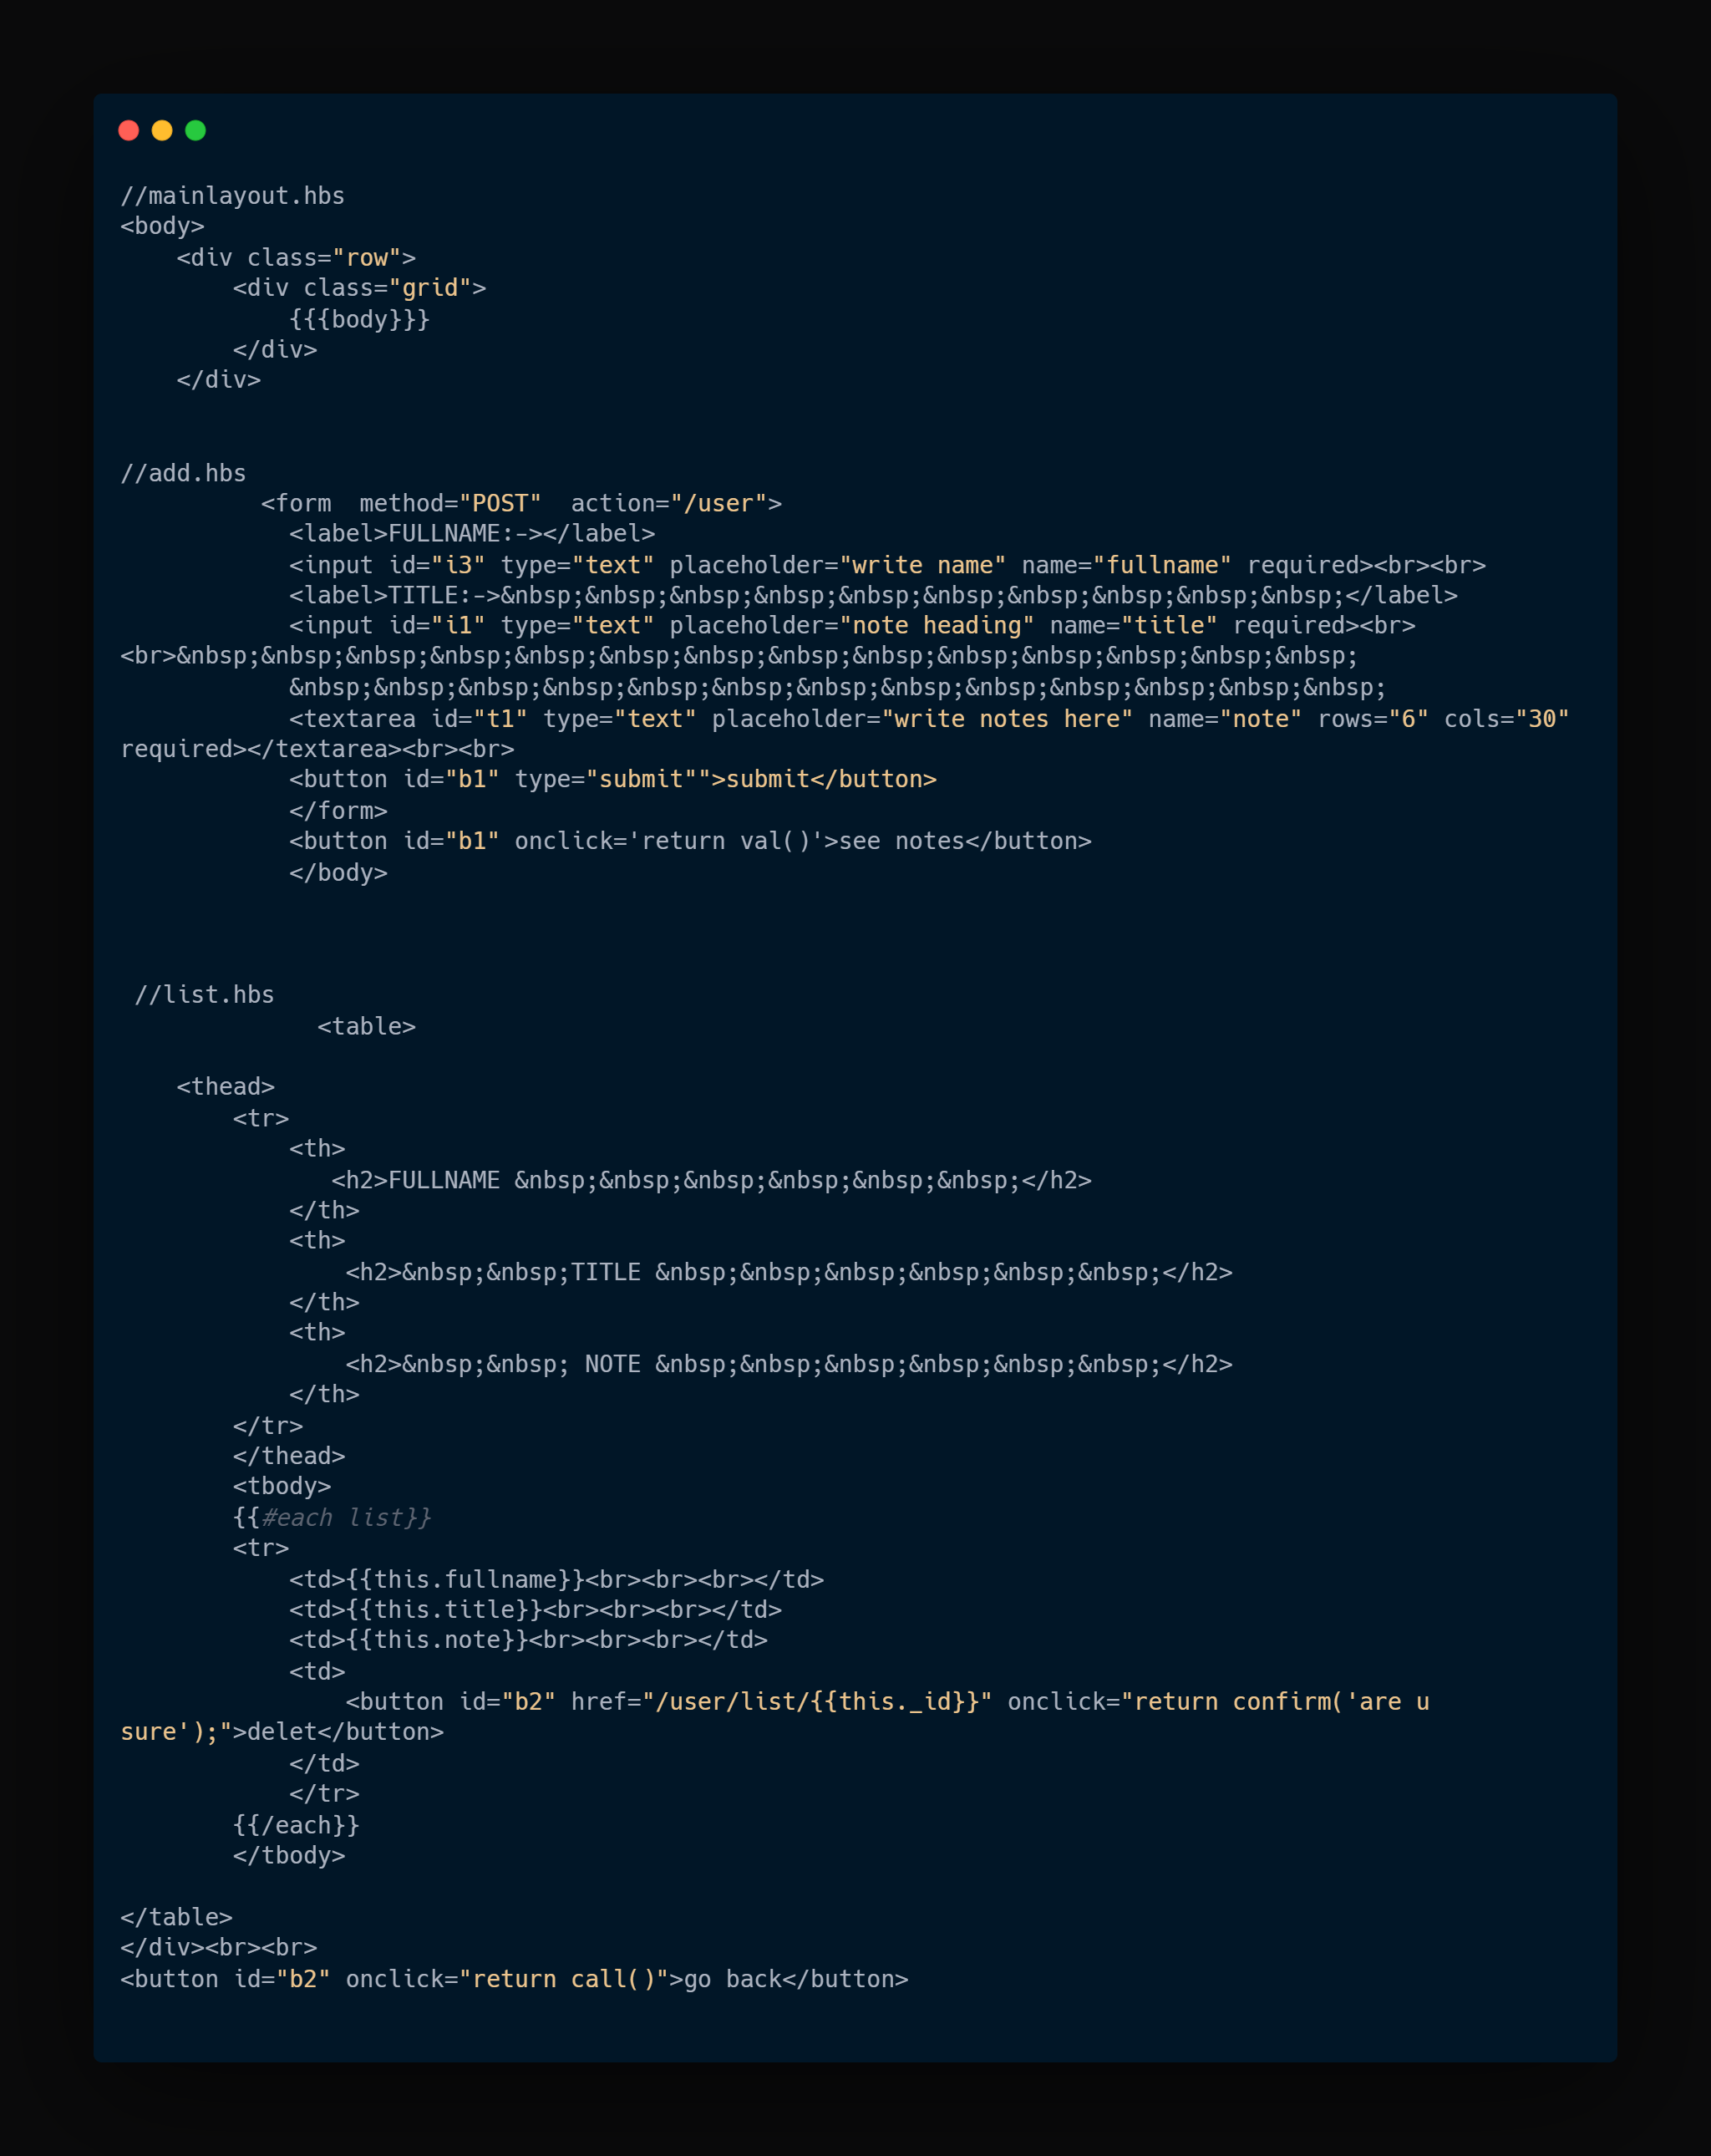 //mainlayout.hbs
<body>
    <div class="row">
        <div class="grid">
            {{{body}}}
        </div>
    </div>
//add.hbs
          <form  method="POST"  action="/user">
            <label>FULLNAME:-></label>
            <input id="i3" type="text" placeholder="write name" name="fullname" required><br><br>
            <label>TITLE:->&nbsp;&nbsp;&nbsp;&nbsp;&nbsp;&nbsp;&nbsp;&nbsp;&nbsp;&nbsp;</label>
            <input id="i1" type="text" placeholder="note heading" name="title" required><br>
<br>&nbsp;&nbsp;&nbsp;&nbsp;&nbsp;&nbsp;&nbsp;&nbsp;&nbsp;&nbsp;&nbsp;&nbsp;&nbsp;&nbsp;
            &nbsp;&nbsp;&nbsp;&nbsp;&nbsp;&nbsp;&nbsp;&nbsp;&nbsp;&nbsp;&nbsp;&nbsp;&nbsp;
            <textarea id="t1" type="text" placeholder="write notes here" name="note" rows="6" cols="30"
required></textarea><br><br>
            <button id="b1" type="submit"">submit</button>
            </form>
            <button id="b1" onclick='return val()'>see notes</button>
            </body>
 //list.hbs
              <table>
    <thead>
        <tr>
            <th>
               <h2>FULLNAME &nbsp;&nbsp;&nbsp;&nbsp;&nbsp;&nbsp;</h2>
            </th>
            <th>
                <h2>&nbsp;&nbsp;TITLE &nbsp;&nbsp;&nbsp;&nbsp;&nbsp;&nbsp;</h2>
            </th>
            <th>
                <h2>&nbsp;&nbsp; NOTE &nbsp;&nbsp;&nbsp;&nbsp;&nbsp;&nbsp;</h2>
            </th>
        </tr>
        </thead>
        <tbody>
        {{#each list}}
        <tr>
            <td>{{this.fullname}}<br><br><br></td>
            <td>{{this.title}}<br><br><br></td>
            <td>{{this.note}}<br><br><br></td>
            <td>
                <button id="b2" href="/user/list/{{this._id}}" onclick="return confirm('are u
sure');">delet</button>
            </td>
            </tr>
        {{/each}}
        </tbody>
</table>
</div><br><br>
<button id="b2" onclick="return call()">go back</button>